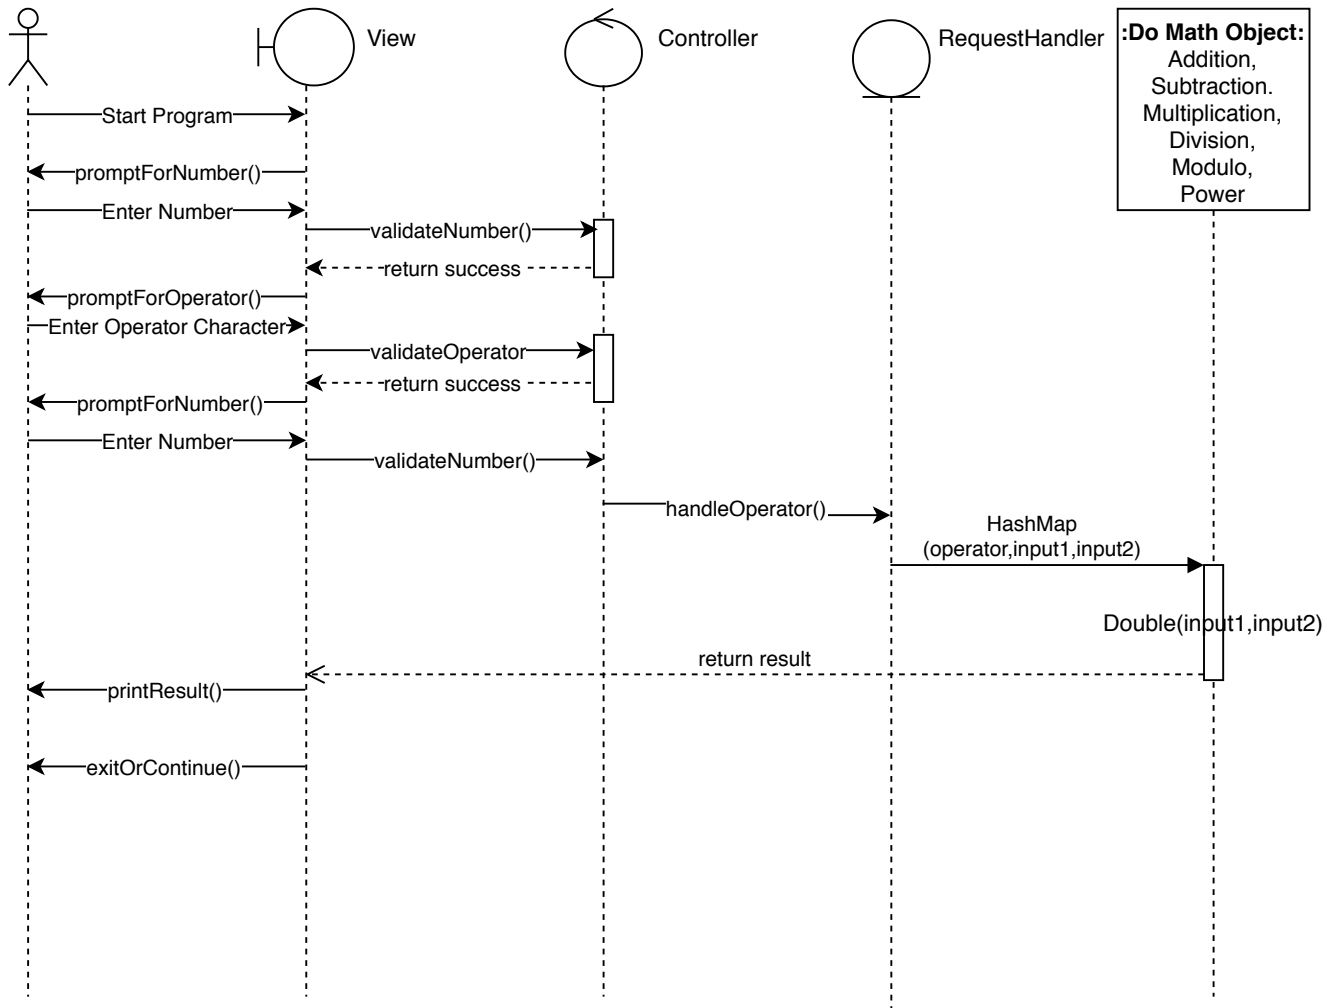 View
Controller
RequestHandler
:Do Math Object:
Addition,
Subtraction.
Multiplication,
Division,
Modulo,
Power
Start Program
promptForNumber()
Enter Number
validateNumber()
return success
promptForOperator()
Enter Operator Character
validateOperator
return success
promptForNumber()
Enter Number
validateNumber()
handleOperator()
HashMap
(operator,input1,input2)
Double(input1,input2)
return result
printResult()
exitOrContinue()